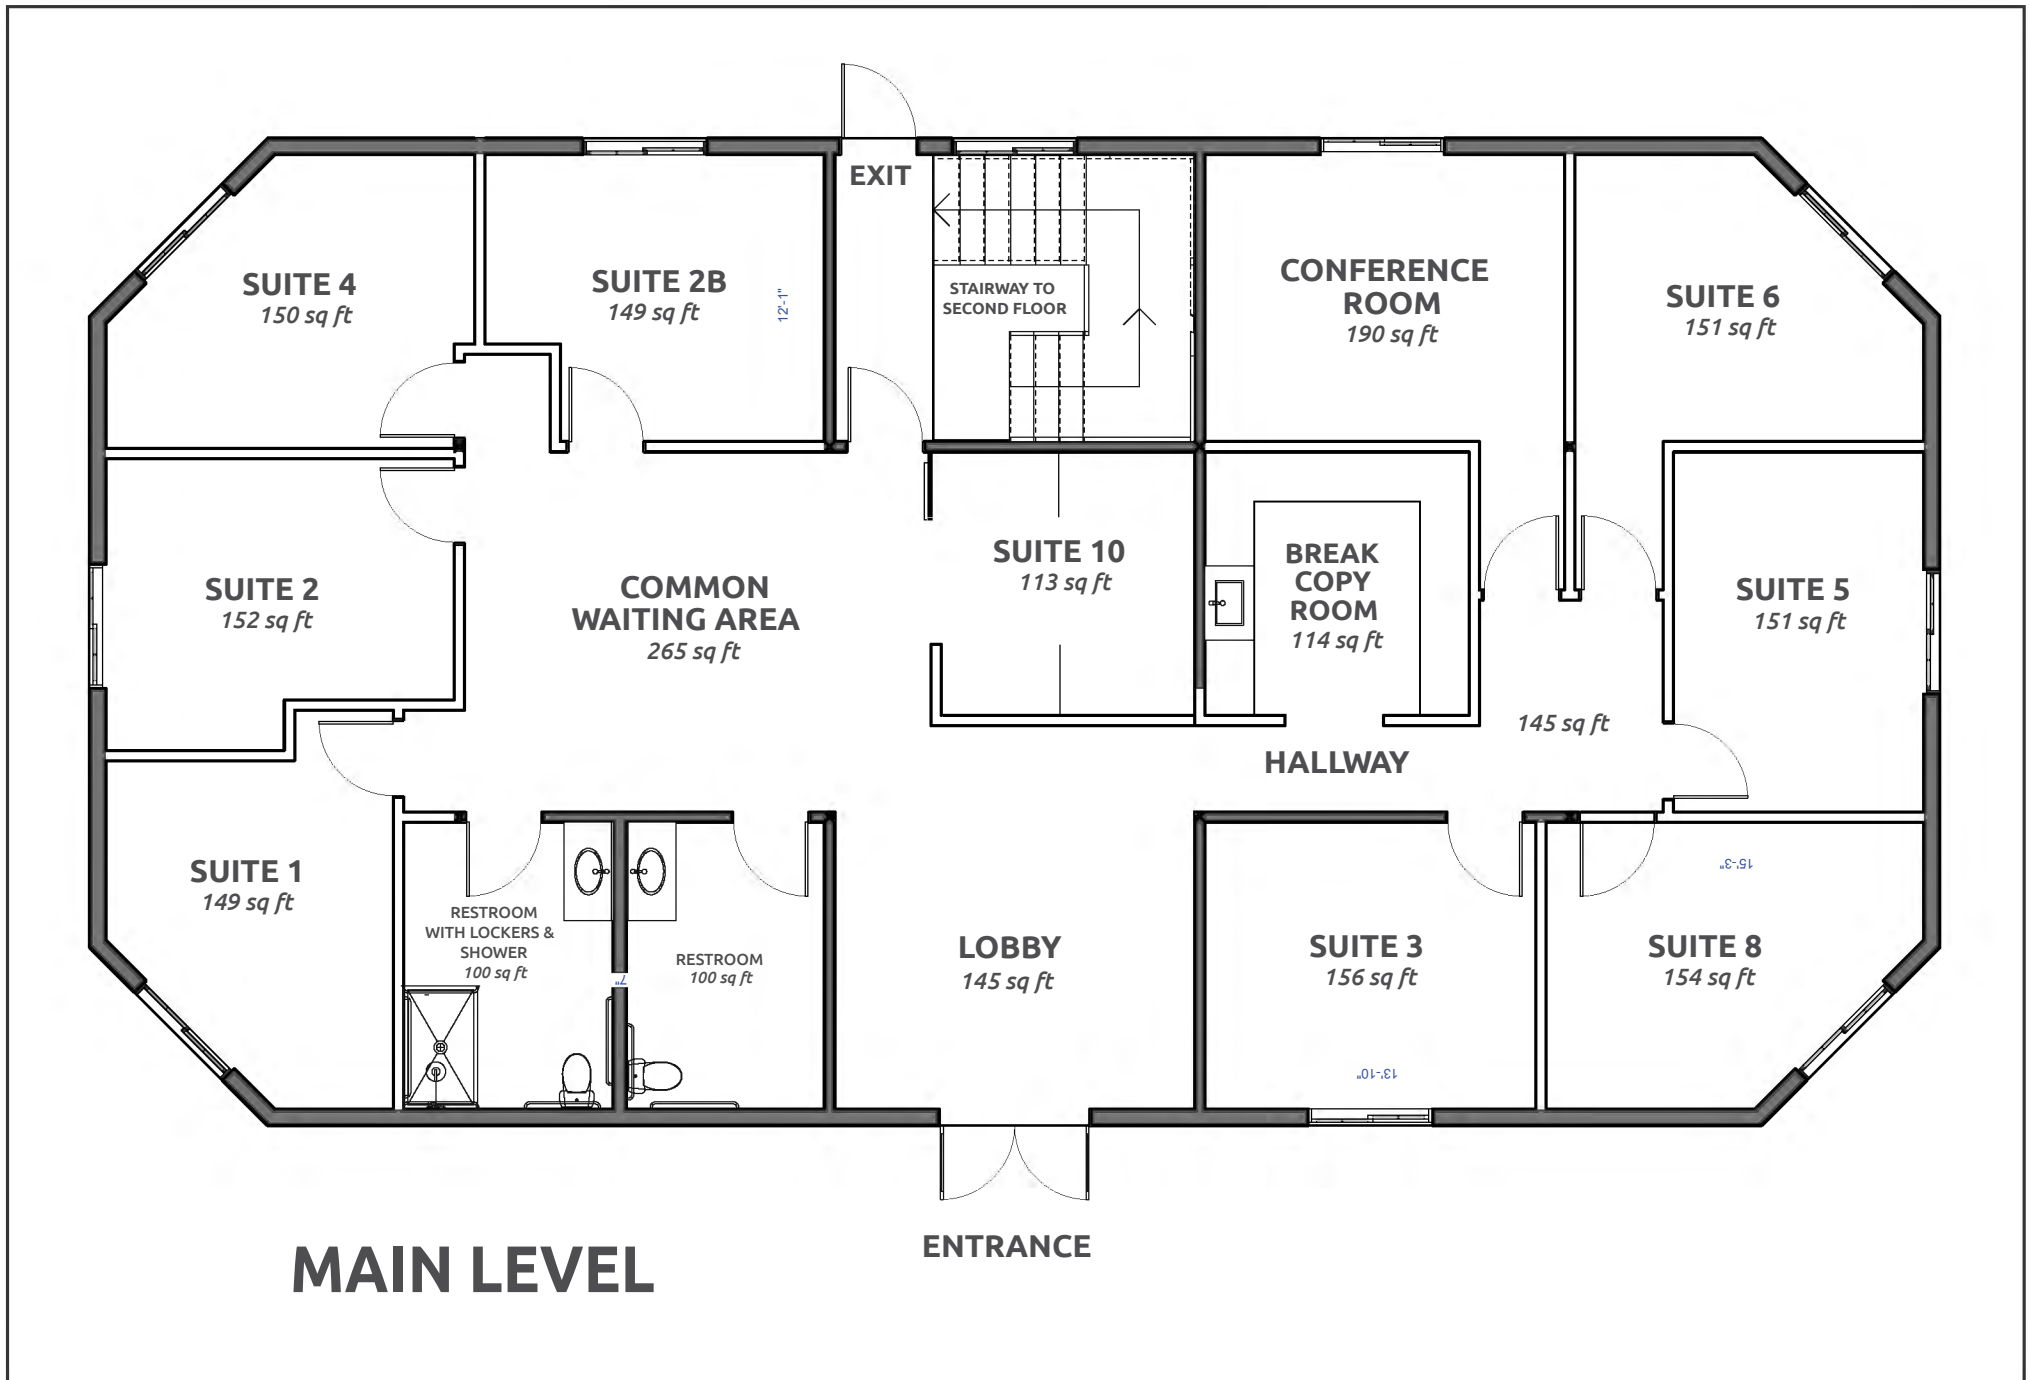 EXIT
SUITE 4
150 sq ft
SUITE 2B
149 sq ft
12'-1"
STAIRWAY TO
SECOND FLOOR
CONFERENCE
ROOM
190 sq ft
SUITE 6
151 sq ft
SUITE 2
152 sq ft
COMMON
WAITING AREA
265 sq ft
SUITE 10
113 sq ft
BREAK
COPY
ROOM
114 sq ft
SUITE 5
151 sq ft
145 sq ft
HALLWAY
SUITE 1
149 sq ft
RESTROOM
WITH LOCKERS &
SHOWER
100 sq ft
7"
RESTROOM
100 sq ft
LOBBY
145 sq ft
SUITE 3
156 sq ft
13'-10"
15'-3"
SUITE 8
154 sq ft
ENTRANCE
MAIN LEVEL